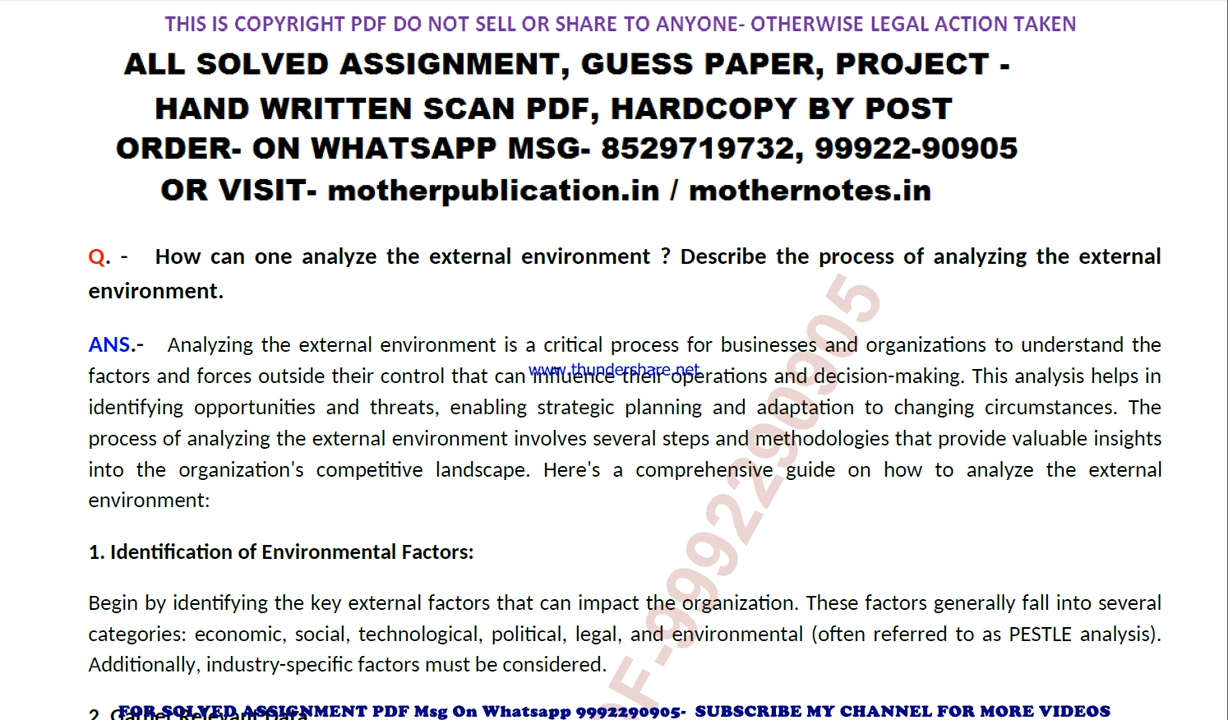 THIS IS COPYRIGHT PDF DO NOT SELL OR SHARE TO ANYONE- OTHERWISE LEGAL ACTION TAKEN
ALL SOLVED ASSIGNMENT, GUESS PAPER, PROJECT -
HAND WRITTEN SCAN PDF, HARDCOPY BY POST
ORDER- ON WHATSAPP MSG- 8529719732, 99922-90905
OR VISIT- motherpublication.in / mothernotes.in
Q. - How can one analyze the external environment ? Describe the process of analyzing the external
environment.
ANS.- Analyzing the external environment is a critical process for businesses and organizations to understand the
www.thundershare.net
factors and forces outside their control that can influence their operations and decision-making. This analysis helps in
identifying opportunities and threats, enabling strategic planning and adaptation to changing circumstances. The
process of analyzing the external environment involves several steps and methodologies that provide valuable insights
into the organization's competitive landscape. Here's a comprehensive guide on how to analyze the external
environment:
1. Identification of Environmental Factors:
Begin by identifying the key external factors that can impact the organization. These factors generally fall into several
categories: economic, social, technological, political, legal, and environmental (often referred to as PESTLE analysis).
Additionally, industry-specific factors must be considered.
2. Gather Relevant Data
FOR SOLVED ASSIGNMENT PDF Msg On Whatsapp 9992290905- SUBSCRIBE MY CHANNEL FOR MORE VIDEOS
F-9992290905